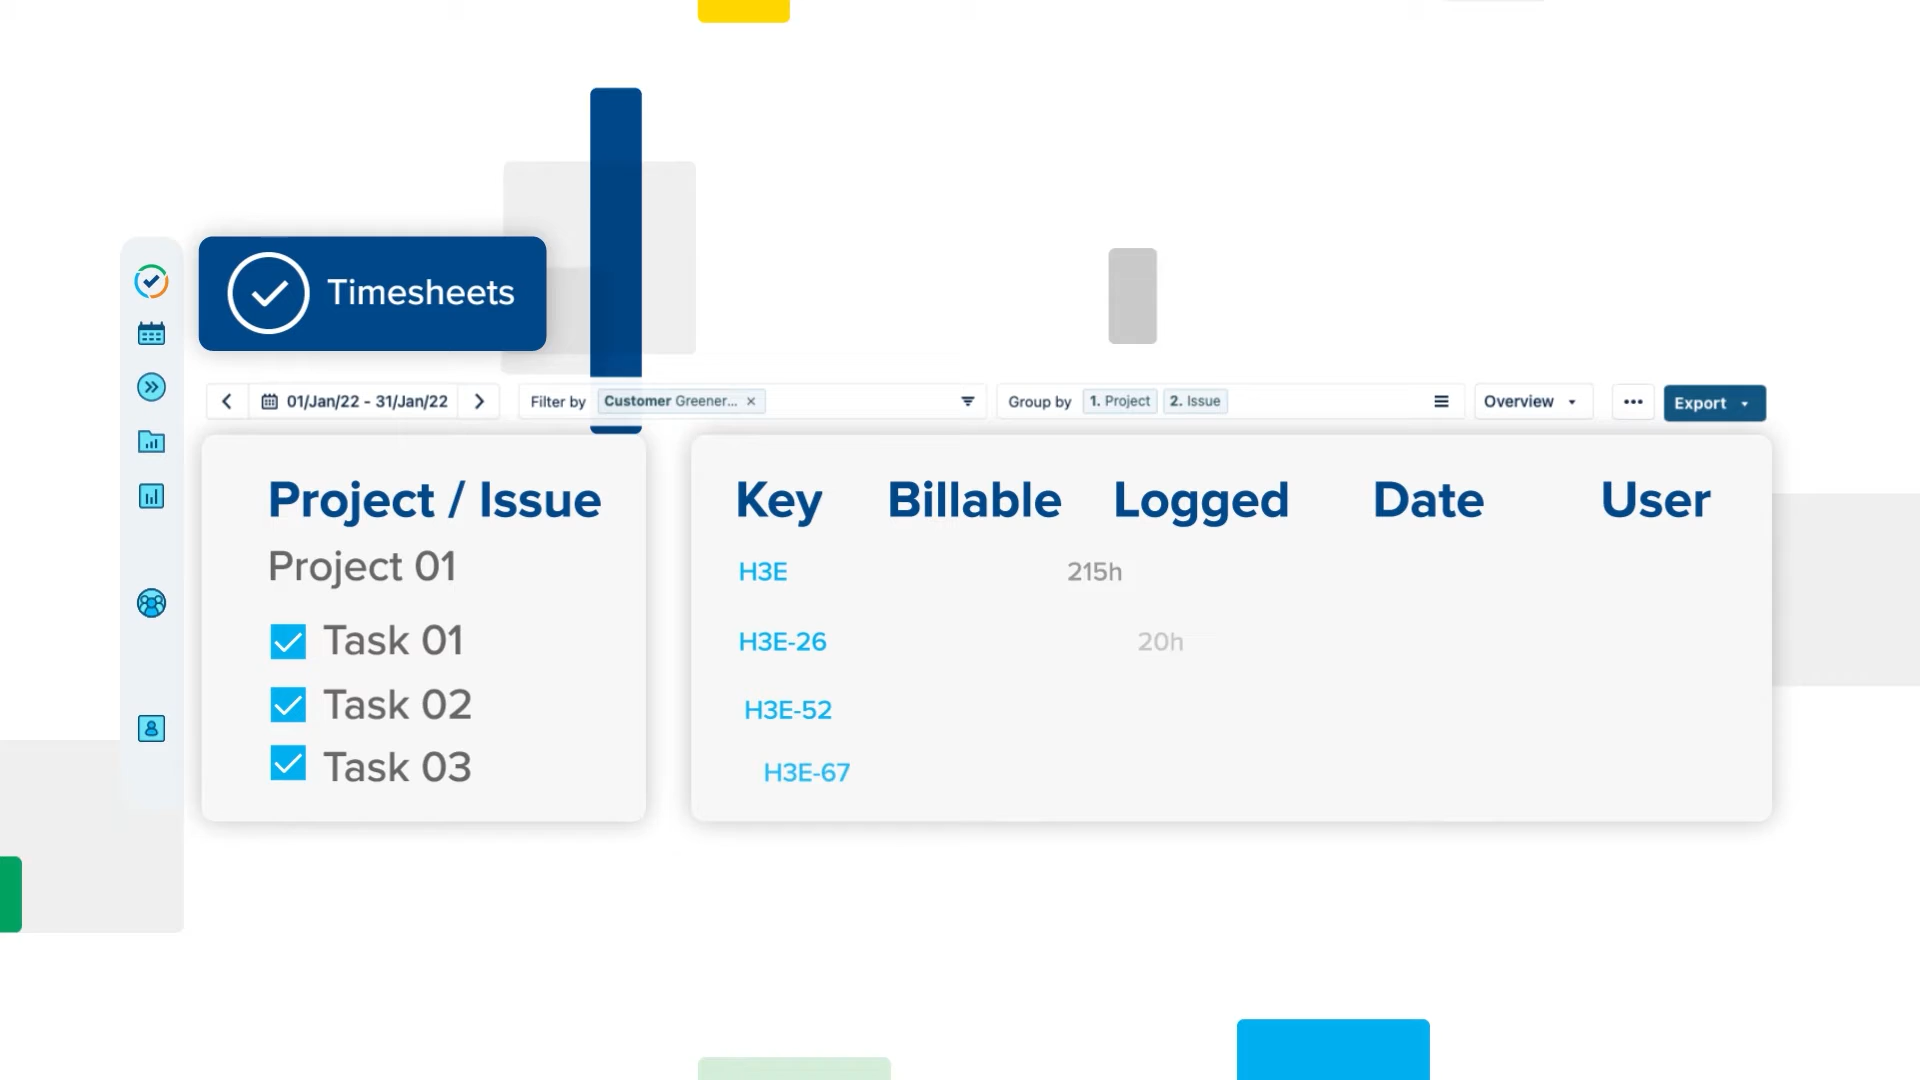 Timesheets
01/Jan/22 - 31/Jan/22
Filter by Customer Greener... ×
Group by 1. Project 2. Issue
Overview
Export
Project / Issue Key Billable Logged Date User
Project 01 H3E 215h
Task 01 H3E-26 20h
Task 02 H3E-52
Task 03 H3E-67